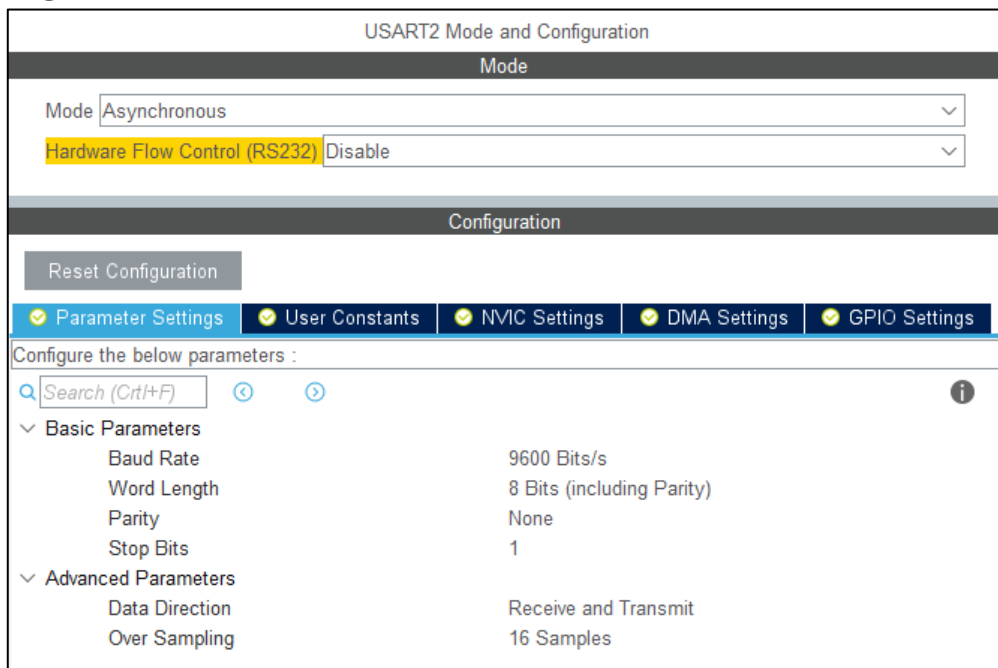 USART2 Mode and Configuration
Mode
Mode Asynchronous
Hardware Flow Control (RS232) Disable
Configuration
Reset Configuration
Parameter Settings User Constants NVIC Settings DMA Settings GPIO Settings
Configure the below parameters :
Search (Crtl+F)
Basic Parameters
Baud Rate 9600 Bits/s
Word Length 8 Bits (including Parity)
Parity None
Stop Bits 1
Advanced Parameters
Data Direction Receive and Transmit
Over Sampling 16 Samples